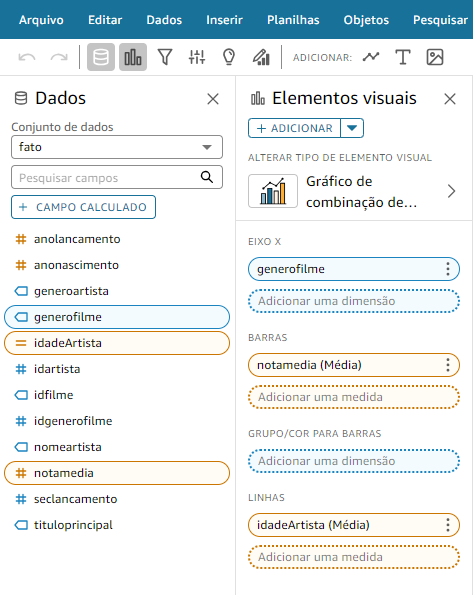 Arquivo Editar Dados Inserir Planilhas Objetos Pesquisar
ADICIONAR: T
Dados
Conjunto de dados
fato
Pesquisar campos
+ CAMPO CALCULADO
# anolancamento
# anonascimento
generoartista
generofilme
= idadeArtista
# idartista
idfilme
# idgenerofilme
nomeartista
# notamedia
# seclancamento
tituloprincipal
Elementos visuais
+ ADICIONAR
ALTERAR TIPO DE ELEMENTO VISUAL
Gráfico de
combinação de...
EIXO X
generofilme
Adicionar uma dimensão
BARRAS
notamedia (Média)
Adicionar uma medida
GRUPO/COR PARA BARRAS
Adicionar uma dimensão
LINHAS
idadeArtista (Média)
Adicionar uma medida